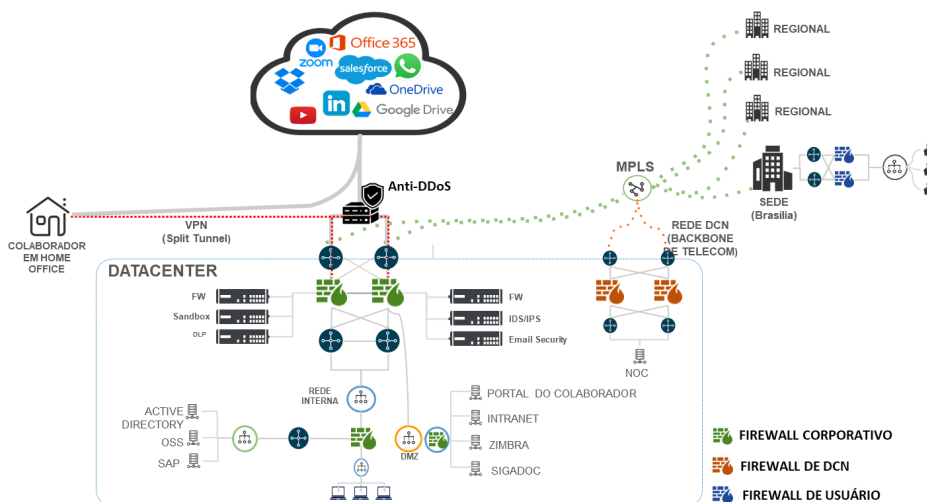 Office 365
zoom
salesforce
OneDrive
in
Google Drive
REGIONAL
REGIONAL
REGIONAL
Anti-DDoS
MPLS
SEDE
(Brasilia)
VPN
(Split Tunnel)
COLABORADOR
EM HOME
OFFICE
REDE DCN
(BACKBONE
DE TELECOM)
DATACENTER
FW
Sandbox
DLP
FW
IDS/IPS
Email Security
NOC
REDE
INTERNA
ACTIVE
DIRECTORY
OSS
SAP
DMZ
PORTAL DO COLABORADOR
INTRANET
ZIMBRA
SIGADOC
FIREWALL CORPORATIVO
FIREWALL DE DCN
FIREWALL DE USUÁRIO